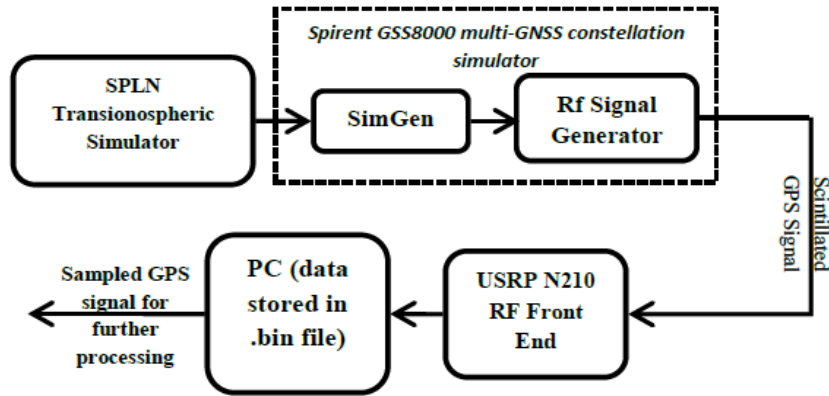 Spirent GSS8000 multi-GNSS constellation
simulator
SPLN
Transionospheric
Simulator
SimGen
Rf Signal
Generator
Scintillated
GPS Signal
USRP N210
RF Front
End
PC (data
stored in
.bin file)
Sampled GPS
signal for
further
processing